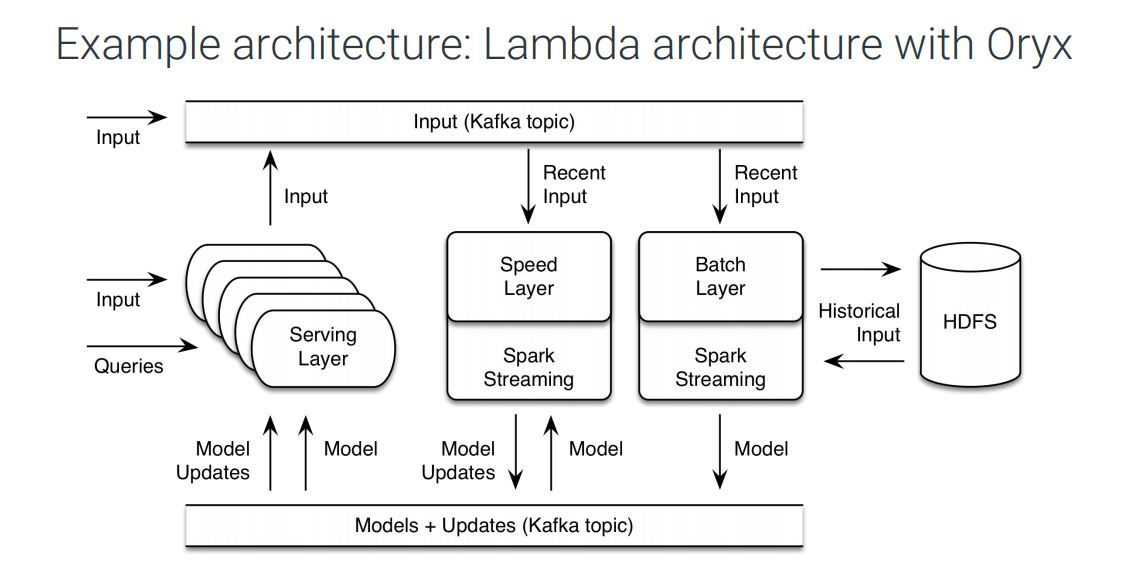 Example architecture: Lambda architecture with Oryx
Input
Input (Kafka topic)
Input
Recent
Input
Recent
Input
Input
Queries
Serving
Layer
Speed
Layer
Spark
Streaming
Batch
Layer
Spark
Streaming
Historical
Input
HDFS
Model
Updates
Model
Model
Updates
Model
Model
Models + Updates (Kafka topic)